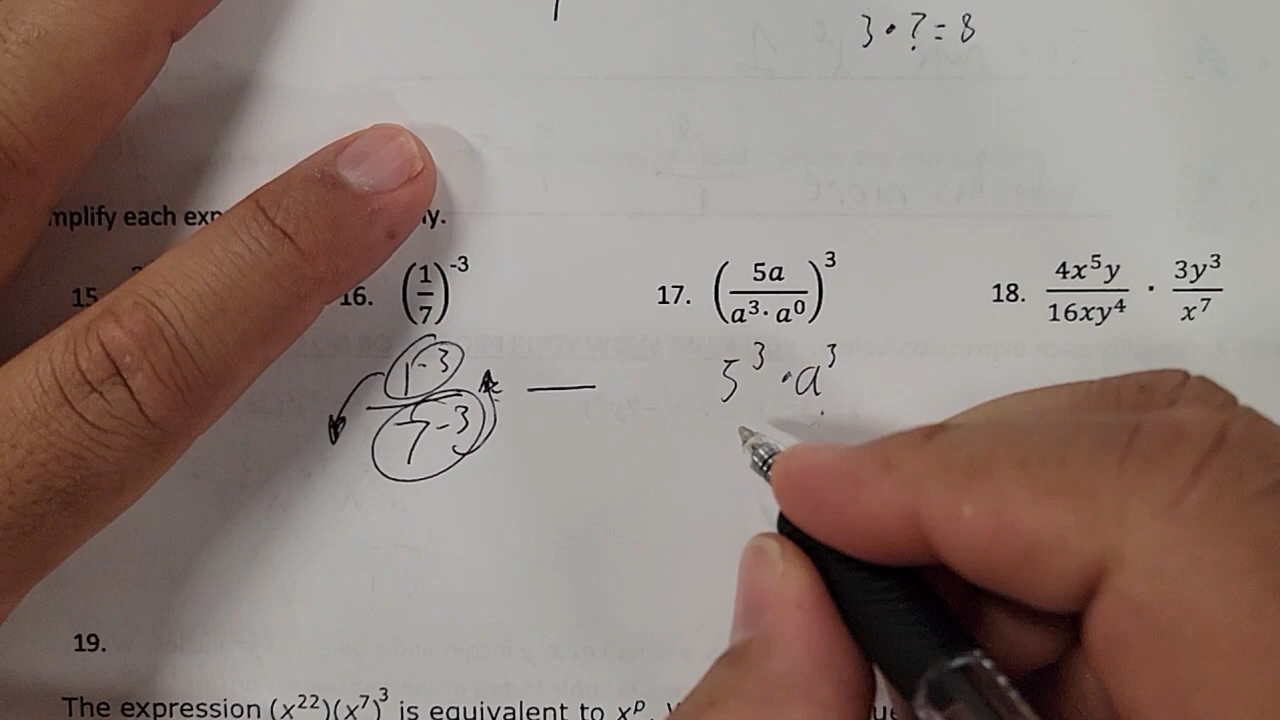 3 · ? = 8
mplify each exp
15
16. (1/7)^-3
17. (5a/(a^3 · a^0))^3
18. 4x^5y/16xy^4 · 3y^3/x^7
1^-3
7^-3
5^3 · a^3
19.
The expression (x^22)(x^7)^3 is equivalent to x^p.